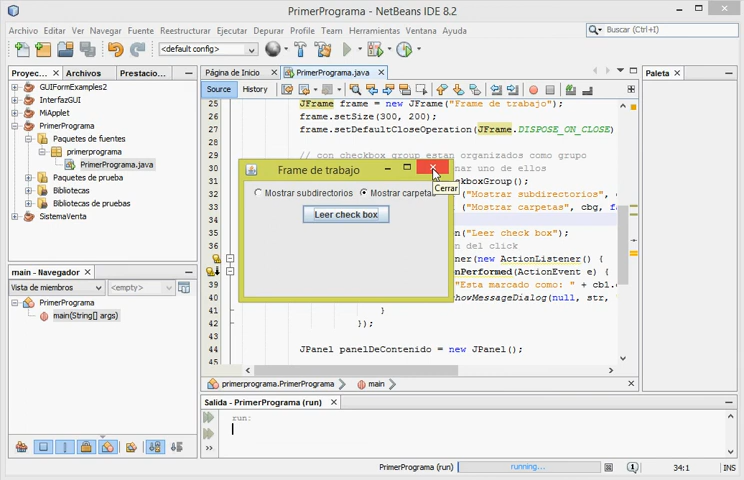 PrimerPrograma - NetBeans IDE 8.2
Archivo Editar Ver Navegar Fuente Reestructurar Ejecutar Depurar Profile Team Herramientas Ventana Ayuda
Buscar (Ctrl+I)
<default config>
Proyec... Archivos Prestacio...
Página de Inicio PrimerPrograma.java
Paleta
Source History
GUIFormExamples2
InterfazGUI
MiApplet
PrimerPrograma
Paquetes de fuentes
primerprograma
PrimerPrograma.java
Paquetes de prueba
Bibliotecas
Bibliotecas de pruebas
SistemaVenta
25 JFrame frame = new JFrame("Frame de trabajo");
26 frame.setSize(300, 200);
27 frame.setDefaultCloseOperation(JFrame.DISPOSE_ON_CLOSE)
28
29 // con checkbox group estan organizados como grupo
30 nar uno de ellos
31 eckboxGroup();
32 ("Mostrar subdirectorios",
33 ("Mostrar carpetas", cbg, fa
34
35 n("Leer check box");
36 n del click
ner(new ActionListener() {
nPerformed(ActionEvent e) {
39 "Esta marcado como: " + cb1.g
40 howMessageDialog(null, str, "
41 }
42 });
43
44 JPanel panelDeContenido = new JPanel();
45
Frame de trabajo
Cerrar
Mostrar subdirectorios Mostrar carpetas
Leer check box
main - Navegador
Vista de miembros <empty>
PrimerPrograma
main(String[] args)
primerprograma.PrimerPrograma main
Salida - PrimerPrograma (run)
run:
PrimerPrograma (run) running... 1 34:1 INS